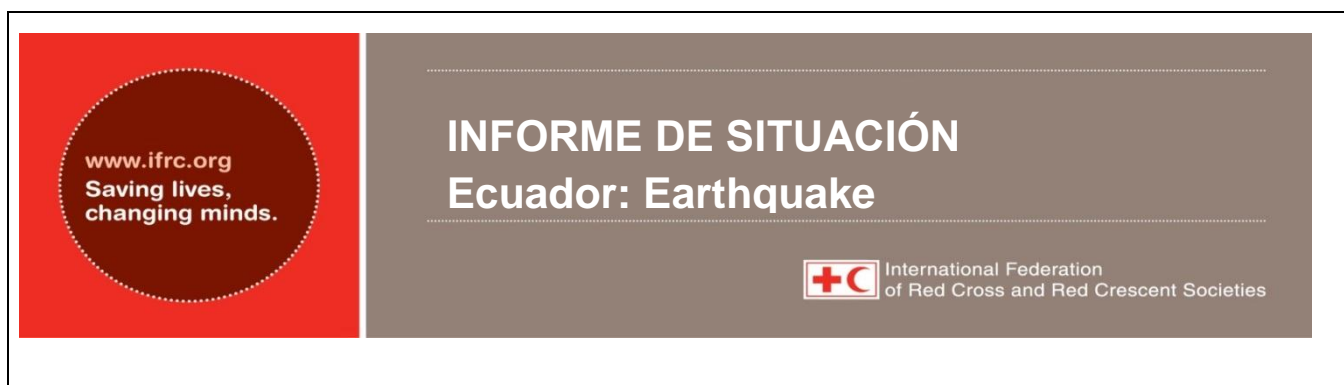 www.ifrc.org
Saving lives,
changing minds.
INFORME DE SITUACIÓN
Ecuador: Earthquake
International Federation
of Red Cross and Red Crescent Societies